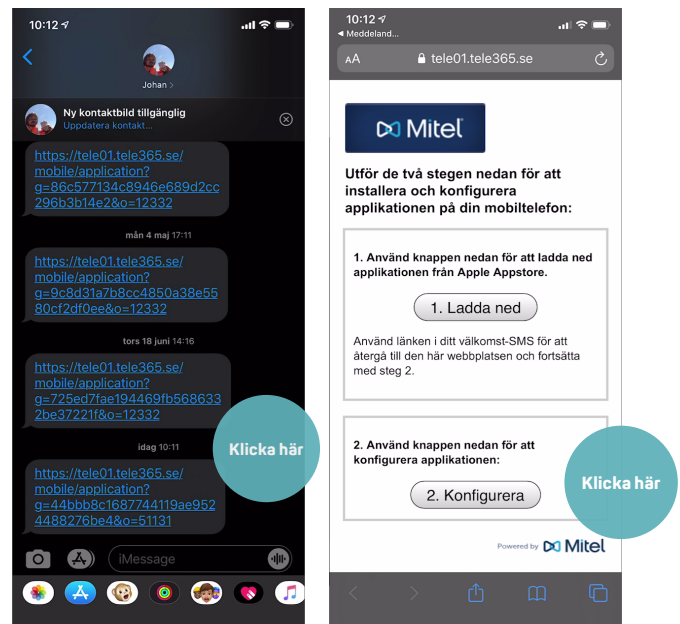 10:12
Johan
Ny kontaktbild tillgänglig
Uppdatera kontakt...
https://tele01.tele365.se/
mobile/application?
g=86c577134c8946e689d2cc
296b3b14e2&o=12332
mån 4 maj 17:11
https://tele01.tele365.se/
mobile/application?
g=9c8d31a7b8cc4850a38e55
80cf2df0ee&o=12332
tors 18 juni 14:16
https://tele01.tele365.se/
mobile/application?
g=725ed7fae194469fb568633
2be37221f&o=12332
idag 10:11
https://tele01.tele365.se/
mobile/application?
g=44bbb8c1687744119ae952
4488276be4&o=51131
Klicka här
iMessage
10:12
Meddeland...
AA
tele01.tele365.se
Mitel
Utför de två stegen nedan för att
installera och konfigurera
applikationen på din mobiltelefon:
1. Använd knappen nedan för att ladda ned
applikationen från Apple Appstore.
1. Ladda ned
Använd länken i ditt välkomst-SMS för att
återgå till den här webbplatsen och fortsätta
med steg 2.
2. Använd knappen nedan för att
konfigurera applikationen:
2. Konfigurera
Klicka här
Powered by Mitel